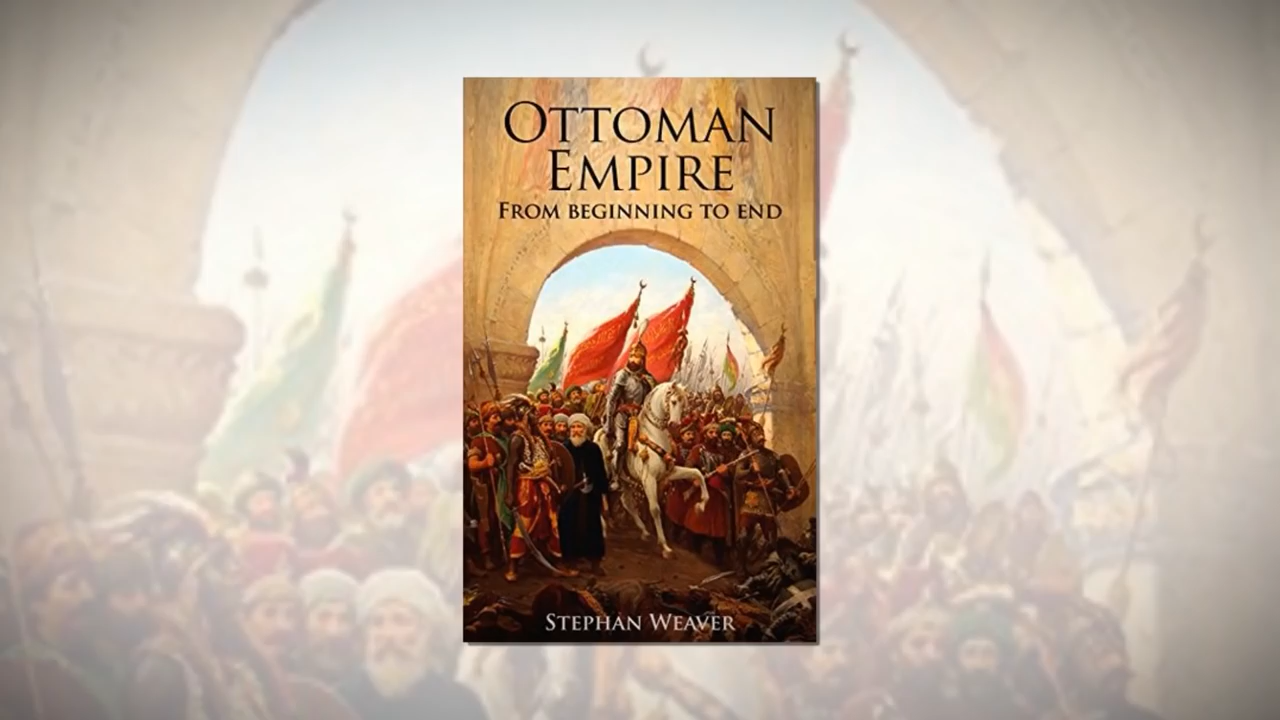 OTTOMAN
EMPIRE
FROM BEGINNING TO END
STEPHAN WEAVER